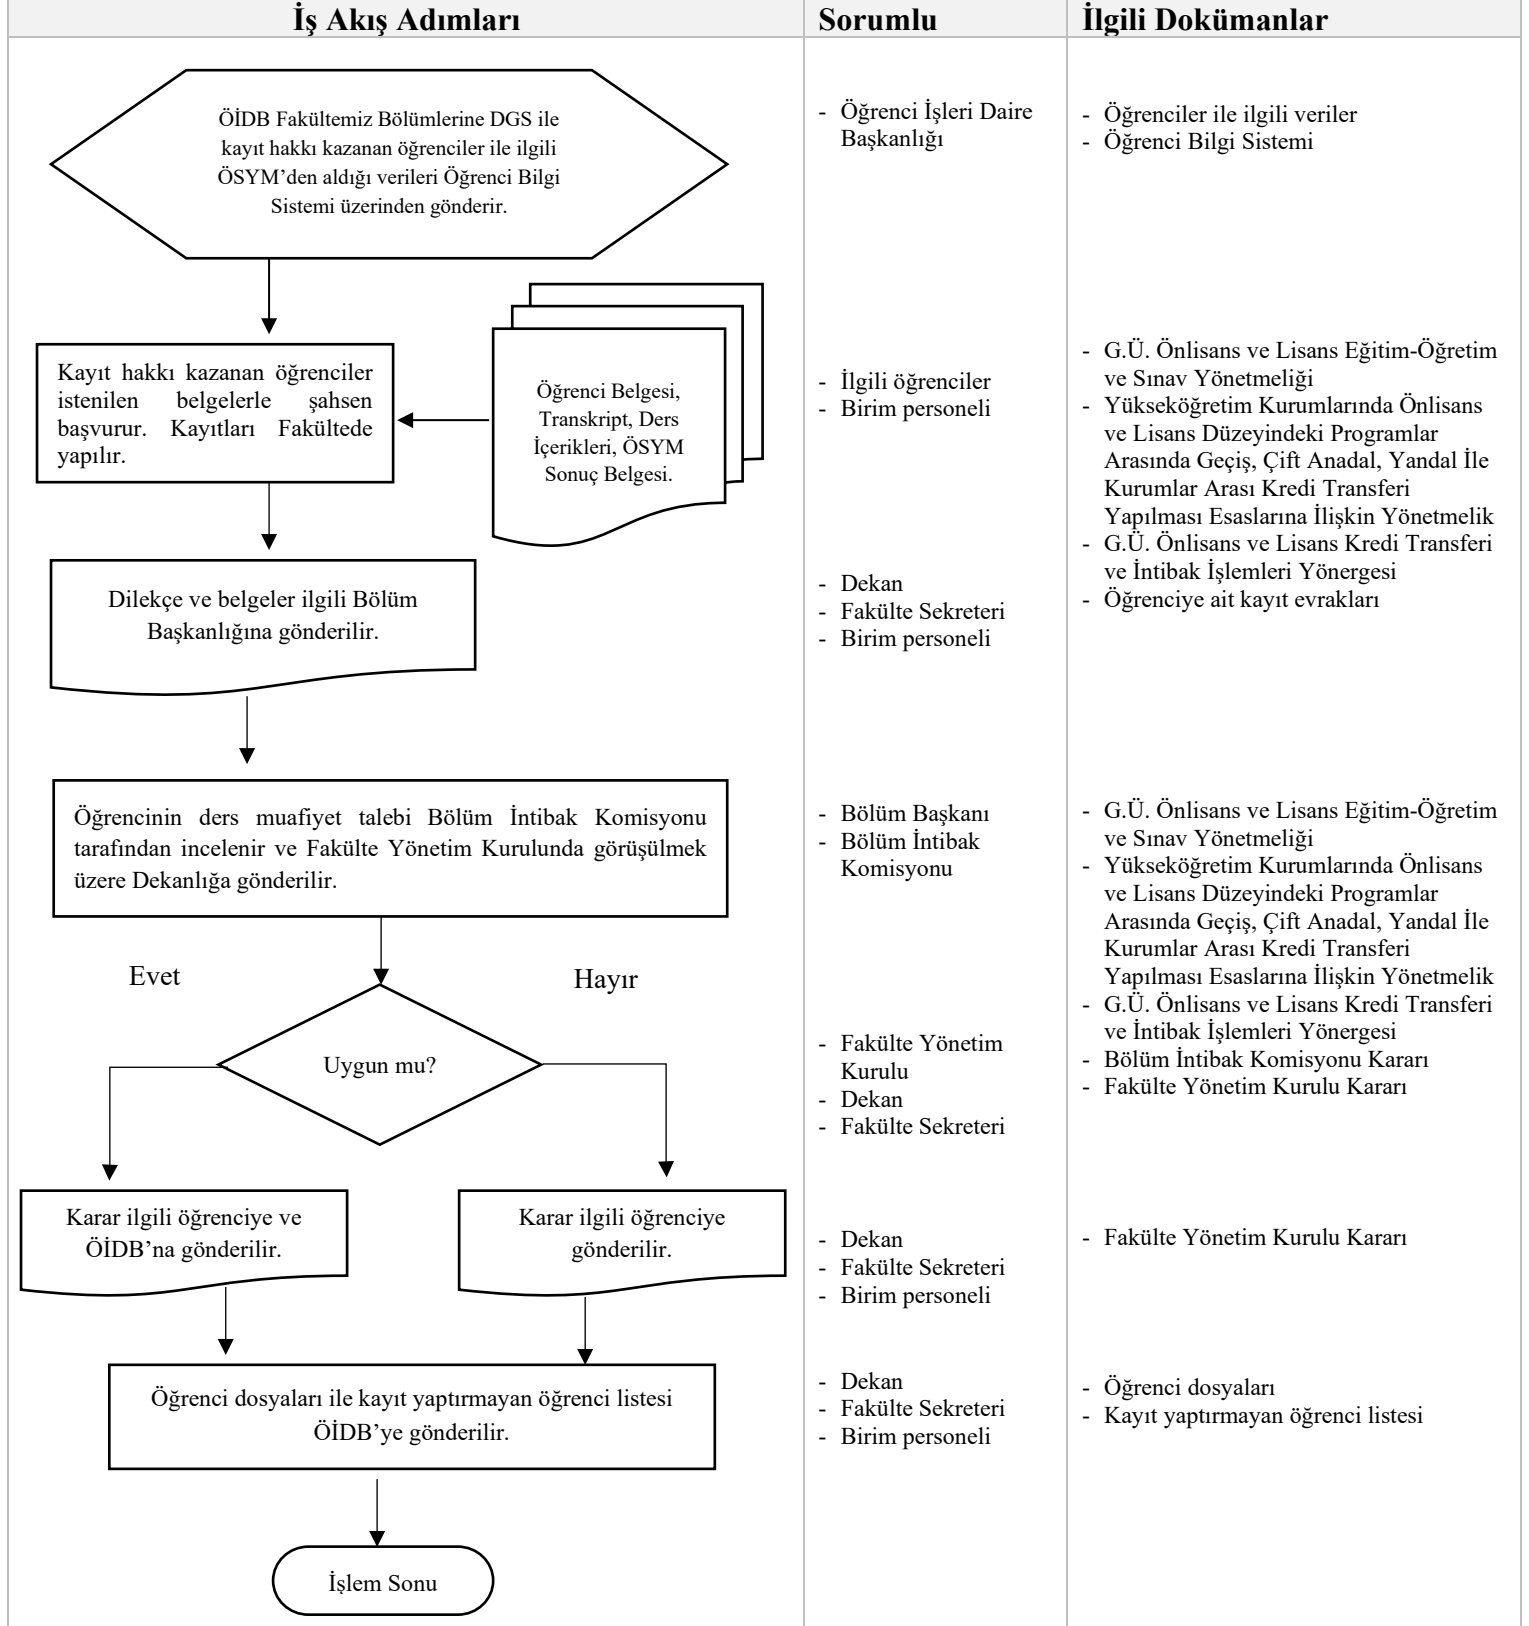 İş Akış Adımları
Sorumlu
İlgili Dokümanlar
ÖİDB Fakültemiz Bölümlerine DGS ile
kayıt hakkı kazanan öğrenciler ile ilgili
ÖSYM’den aldığı verileri Öğrenci Bilgi
Sistemi üzerinden gönderir.
- Öğrenci İşleri Daire
Başkanlığı
- Öğrenciler ile ilgili veriler
- Öğrenci Bilgi Sistemi
Kayıt hakkı kazanan öğrenciler
istenilen belgelerle şahsen
başvurur. Kayıtları Fakültede
yapılır.
Öğrenci Belgesi,
Transkript, Ders
İçerikleri, ÖSYM
Sonuç Belgesi.
- İlgili öğrenciler
- Birim personeli
- G.Ü. Önlisans ve Lisans Eğitim-Öğretim
ve Sınav Yönetmeliği
- Yükseköğretim Kurumlarında Önlisans
ve Lisans Düzeyindeki Programlar
Arasında Geçiş, Çift Anadal, Yandal İle
Kurumlar Arası Kredi Transferi
Yapılması Esaslarına İlişkin Yönetmelik
- G.Ü. Önlisans ve Lisans Kredi Transferi
ve İntibak İşlemleri Yönergesi
- Öğrenciye ait kayıt evrakları
Dilekçe ve belgeler ilgili Bölüm
Başkanlığına gönderilir.
- Dekan
- Fakülte Sekreteri
- Birim personeli
Öğrencinin ders muafiyet talebi Bölüm İntibak Komisyonu
tarafından incelenir ve Fakülte Yönetim Kurulunda görüşülmek
üzere Dekanlığa gönderilir.
- Bölüm Başkanı
- Bölüm İntibak
Komisyonu
- G.Ü. Önlisans ve Lisans Eğitim-Öğretim
ve Sınav Yönetmeliği
- Yükseköğretim Kurumlarında Önlisans
ve Lisans Düzeyindeki Programlar
Arasında Geçiş, Çift Anadal, Yandal İle
Kurumlar Arası Kredi Transferi
Yapılması Esaslarına İlişkin Yönetmelik
- G.Ü. Önlisans ve Lisans Kredi Transferi
ve İntibak İşlemleri Yönergesi
- Bölüm İntibak Komisyonu Kararı
- Fakülte Yönetim Kurulu Kararı
Evet
Hayır
Uygun mu?
- Fakülte Yönetim
Kurulu
- Dekan
- Fakülte Sekreteri
Karar ilgili öğrenciye ve
ÖİDB’na gönderilir.
Karar ilgili öğrenciye
gönderilir.
- Dekan
- Fakülte Sekreteri
- Birim personeli
- Fakülte Yönetim Kurulu Kararı
Öğrenci dosyaları ile kayıt yaptırmayan öğrenci listesi
ÖİDB’ye gönderilir.
- Dekan
- Fakülte Sekreteri
- Birim personeli
- Öğrenci dosyaları
- Kayıt yaptırmayan öğrenci listesi
İşlem Sonu